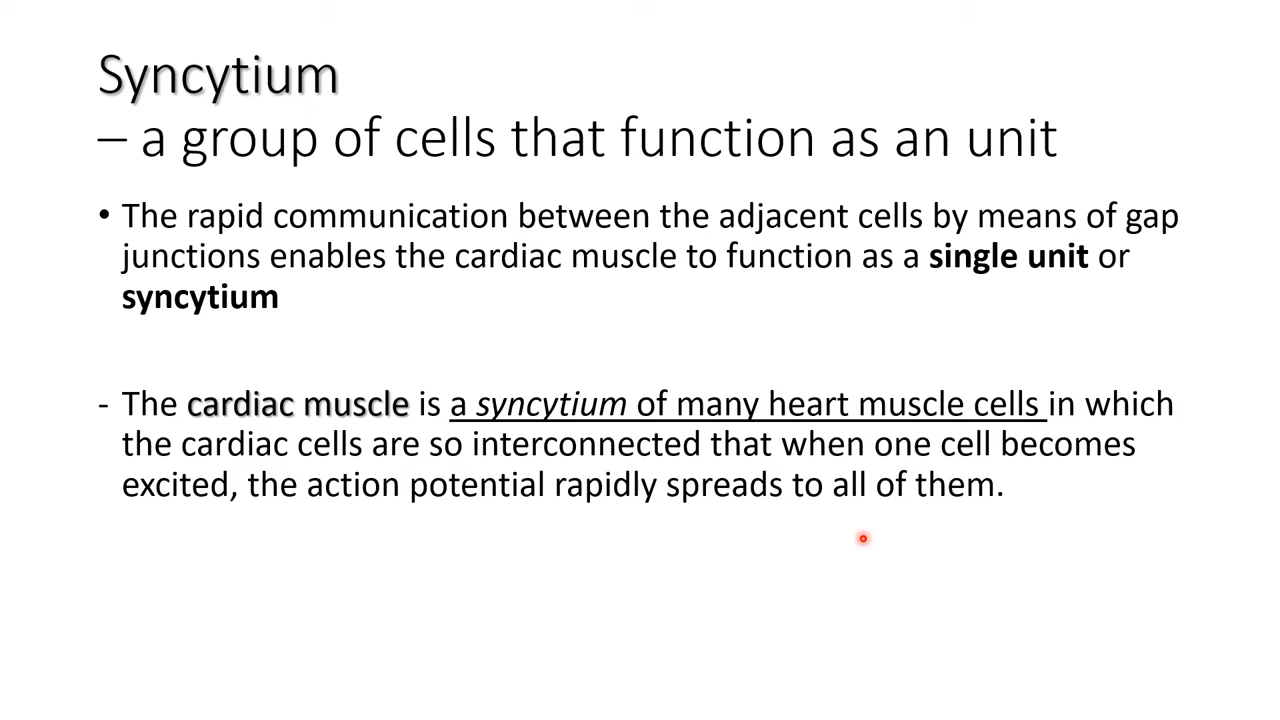 Syncytium
– a group of cells that function as an unit
• The rapid communication between the adjacent cells by means of gap
junctions enables the cardiac muscle to function as a single unit or
syncytium
- The cardiac muscle is a syncytium of many heart muscle cells in which
the cardiac cells are so interconnected that when one cell becomes
excited, the action potential rapidly spreads to all of them.